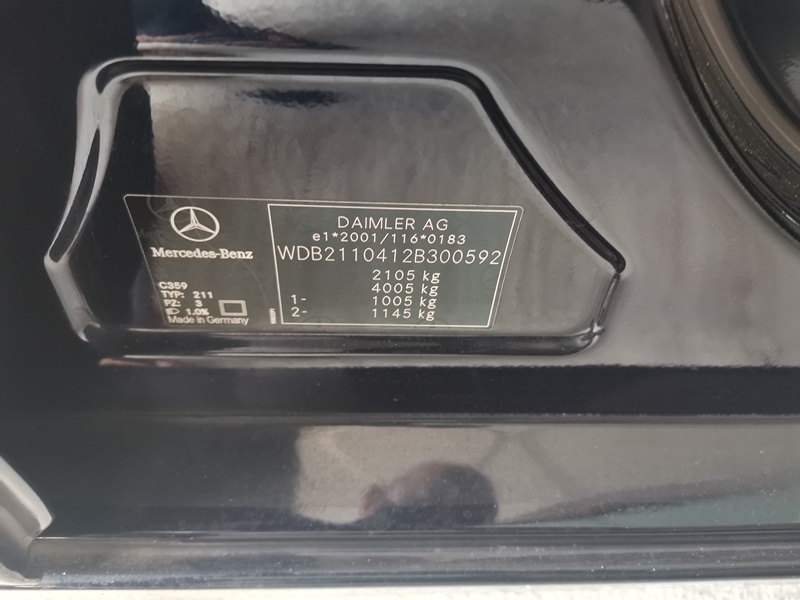 Mercedes-Benz
C359
TYP: 211
PZ: 3
1.0%
Made in Germany
DAIMLER AG
e1*2001/116*0183
WDB2110412B300592
2105 kg
4005 kg
1- 1005 kg
2- 1145 kg